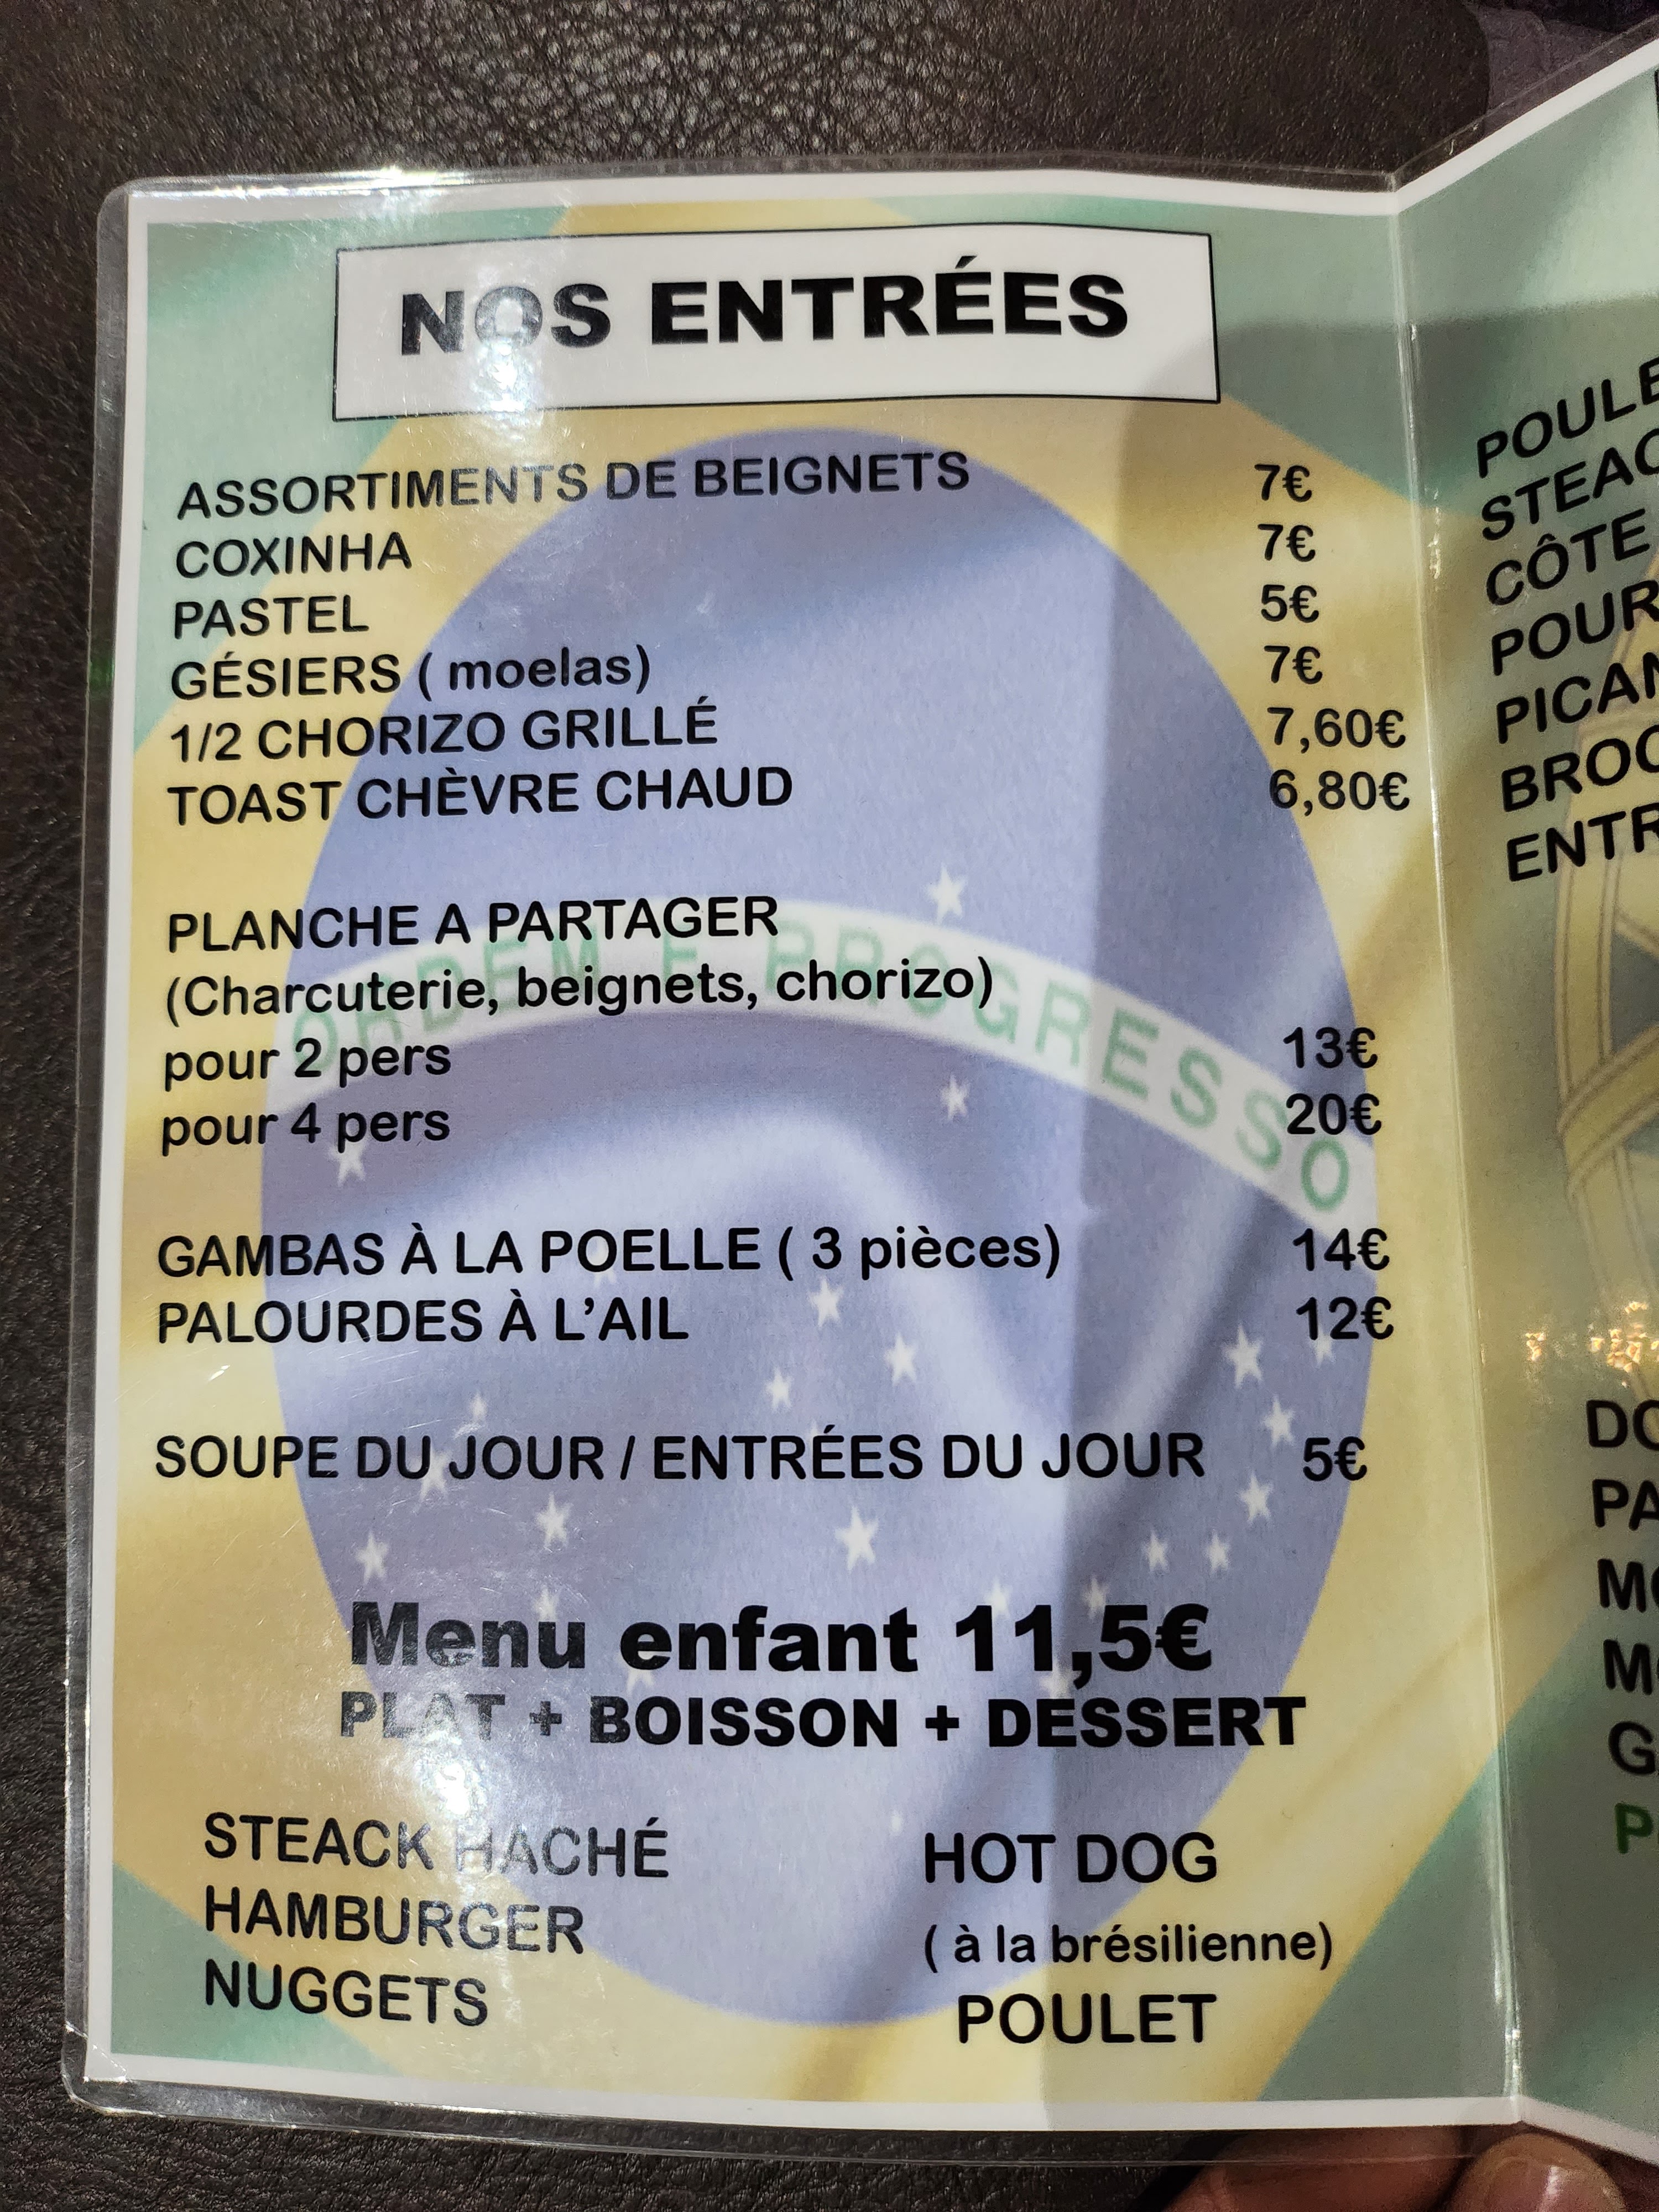 NOS ENTRÉES
ASSORTIMENTS DE BEIGNETS 7€
COXINHA 7€
PASTEL 5€
GÉSIERS ( moelas) 7€
1/2 CHORIZO GRILLÉ 7,60€
TOAST CHÈVRE CHAUD 6,80€
PLANCHE A PARTAGER
(Charcuterie, beignets, chorizo)
pour 2 pers 13€
pour 4 pers 20€
GAMBAS À LA POELLE ( 3 pièces) 14€
PALOURDES À L'AIL 12€
SOUPE DU JOUR / ENTRÉES DU JOUR 5€
Menu enfant 11,5€
PLAT + BOISSON + DESSERT
STEACK HACHÉ HOT DOG
HAMBURGER ( à la brésilienne)
NUGGETS POULET
ORDEM E PROGRESSO
CÔTE